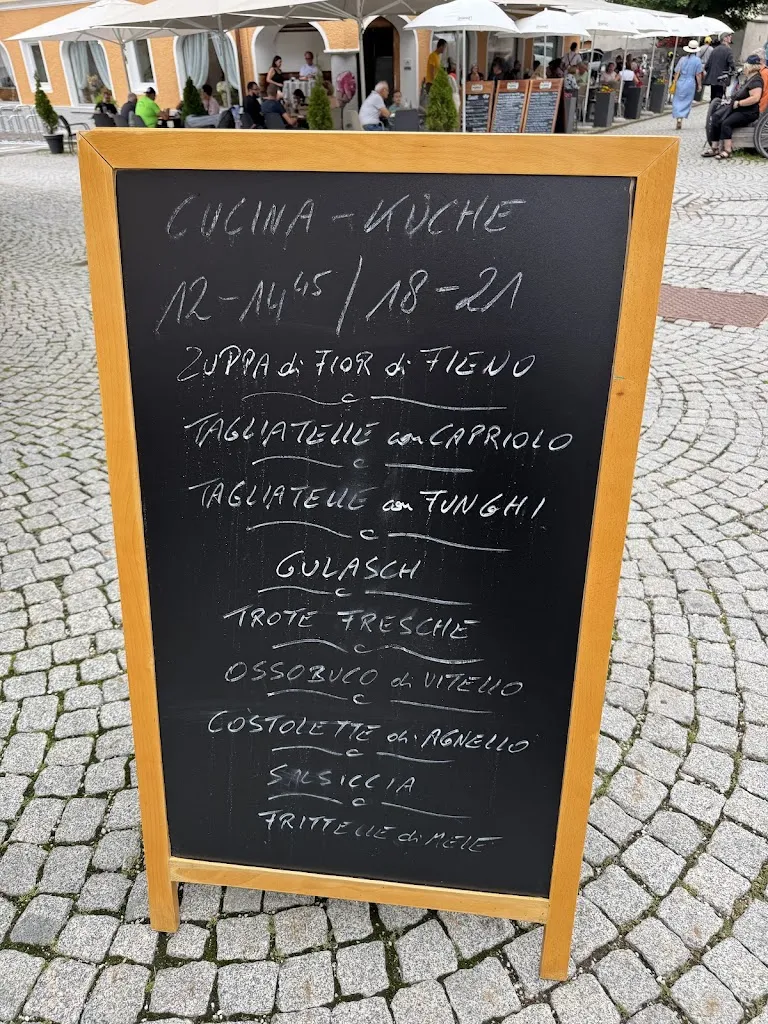 CUCINA - KÜCHE
12 - 14⁴⁵ / 18 - 21
ZUPPA di FIOR di FIENO
TAGLIATELLE con CAPRIOLO
TAGLIATELLE con FUNGHI
GULASCH
TROTE FRESCHE
OSSOBUCO di VITELLO
COSTOLETTE di AGNELLO
SALSICCIA
FRITTELLE di MELE